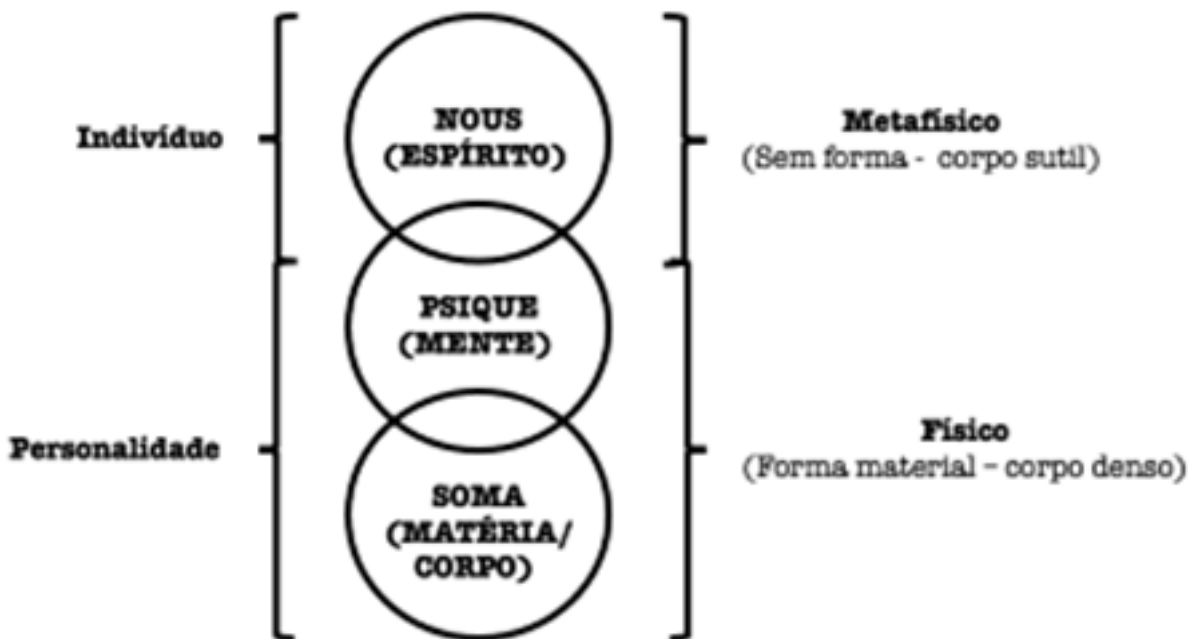 Indivíduo
NOUS
(ESPÍRITO)
Metafísico
(Sem forma - corpo sutil)
PSIQUE
(MENTE)
Personalidade
Físico
(Forma material – corpo denso)
SOMA
(MATÉRIA/
CORPO)